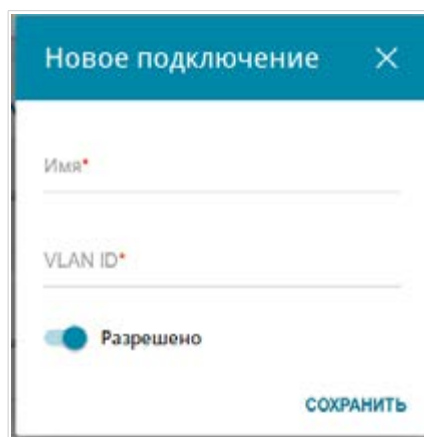 Новое подключение
Имя*
VLAN ID*
Разрешено
СОХРАНИТЬ